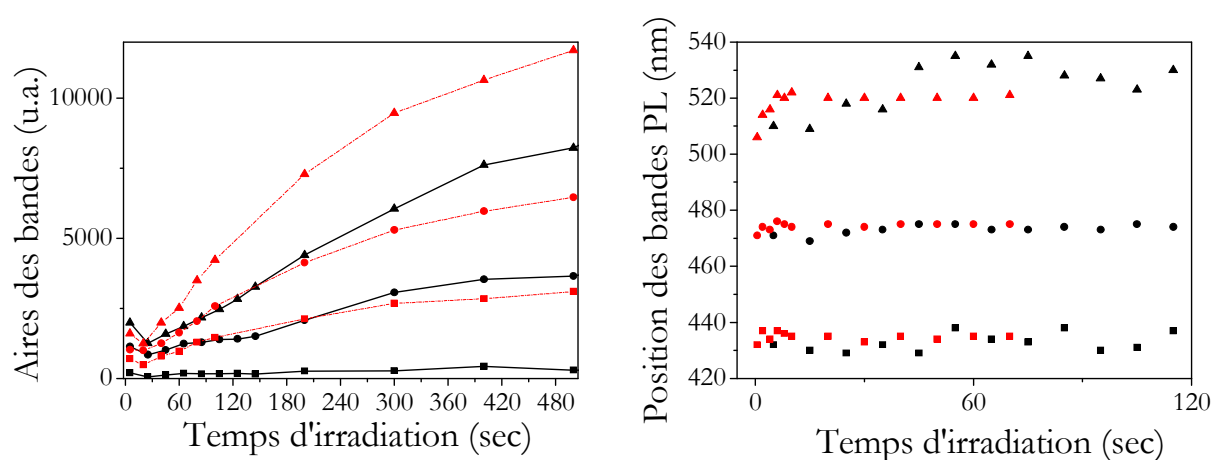 Aires des bandes (u.a.)
10000
5000
0
0 60 120 180 240 300 360 420 480
Temps d'irradiation (sec)
Position des bandes PL (nm)
540
520
500
480
460
440
420
0 60 120
Temps d'irradiation (sec)